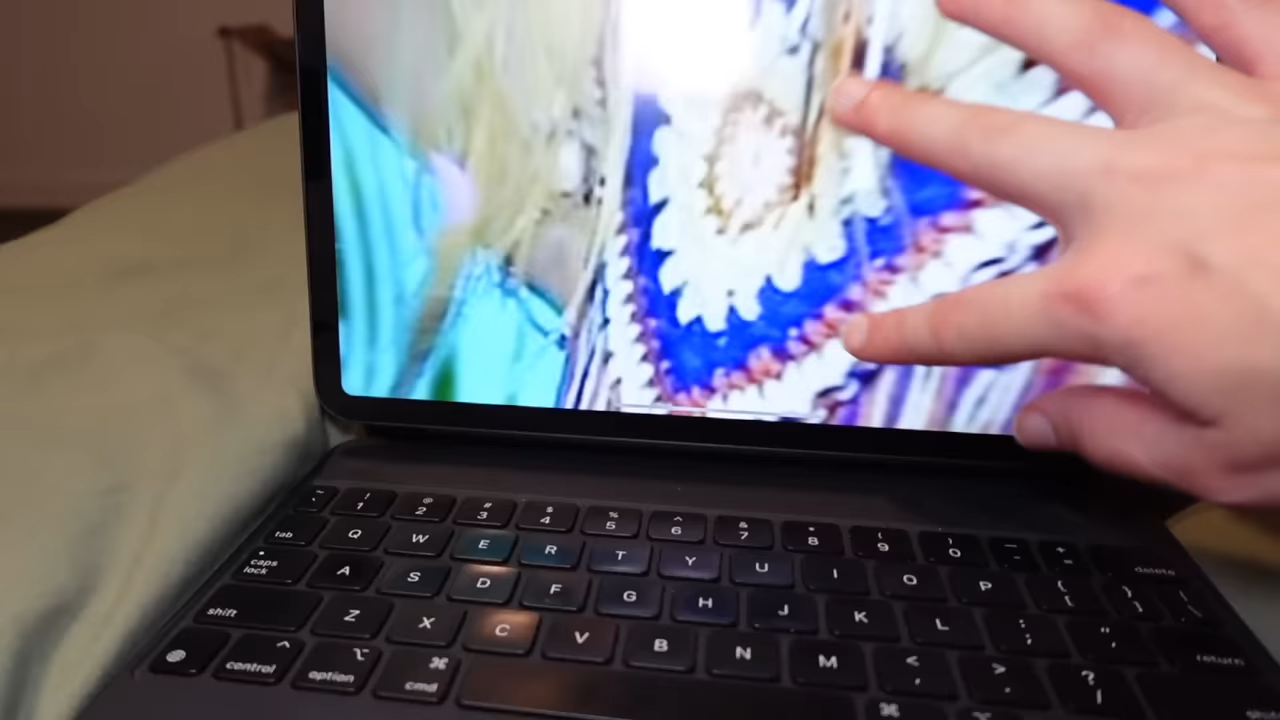 ~ ! @ # $ % ^ & * ( ) _ +
` 1 2 3 4 5 6 7 8 9 0 - =
tab Q W E R T Y U I O P { [ } ] | \ delete
caps lock A S D F G H J K L : ; " ' return
shift Z X C V B N M < , > . ? /
control ^ option ⌥ cmd ⌘ ⌘ ⌥